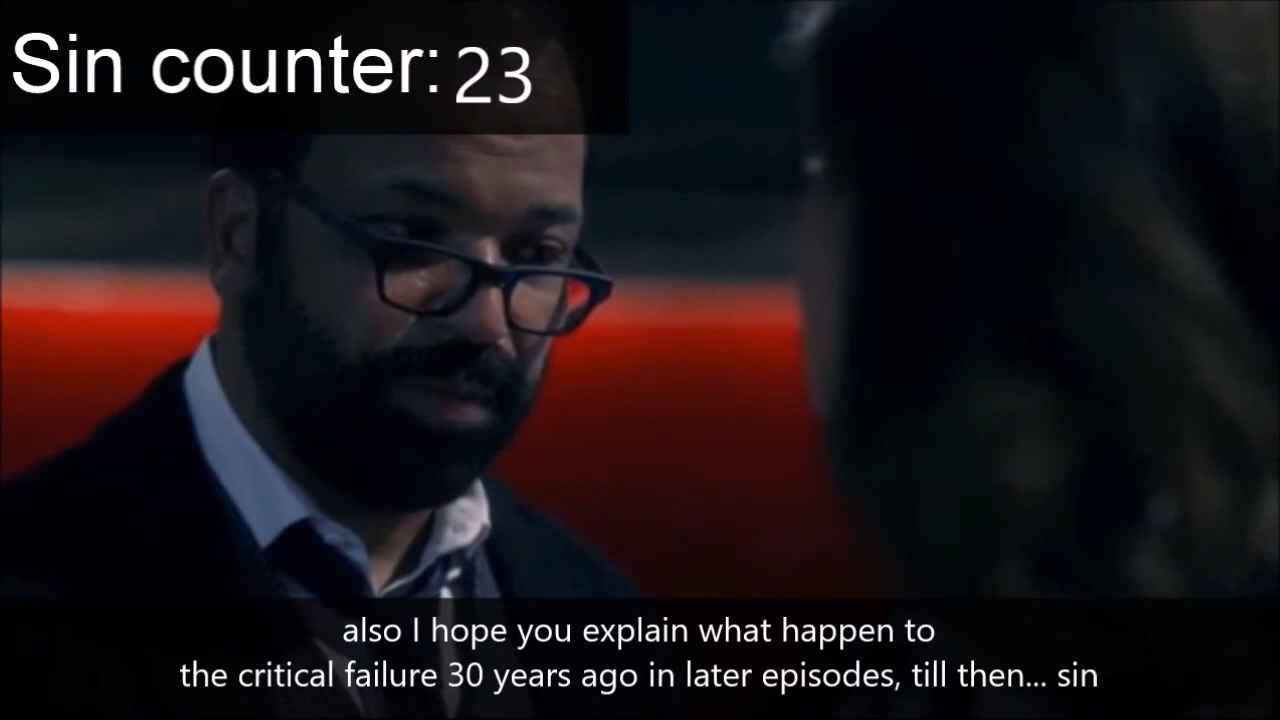 Sin counter: 23
also I hope you explain what happen to
the critical failure 30 years ago in later episodes, till then... sin